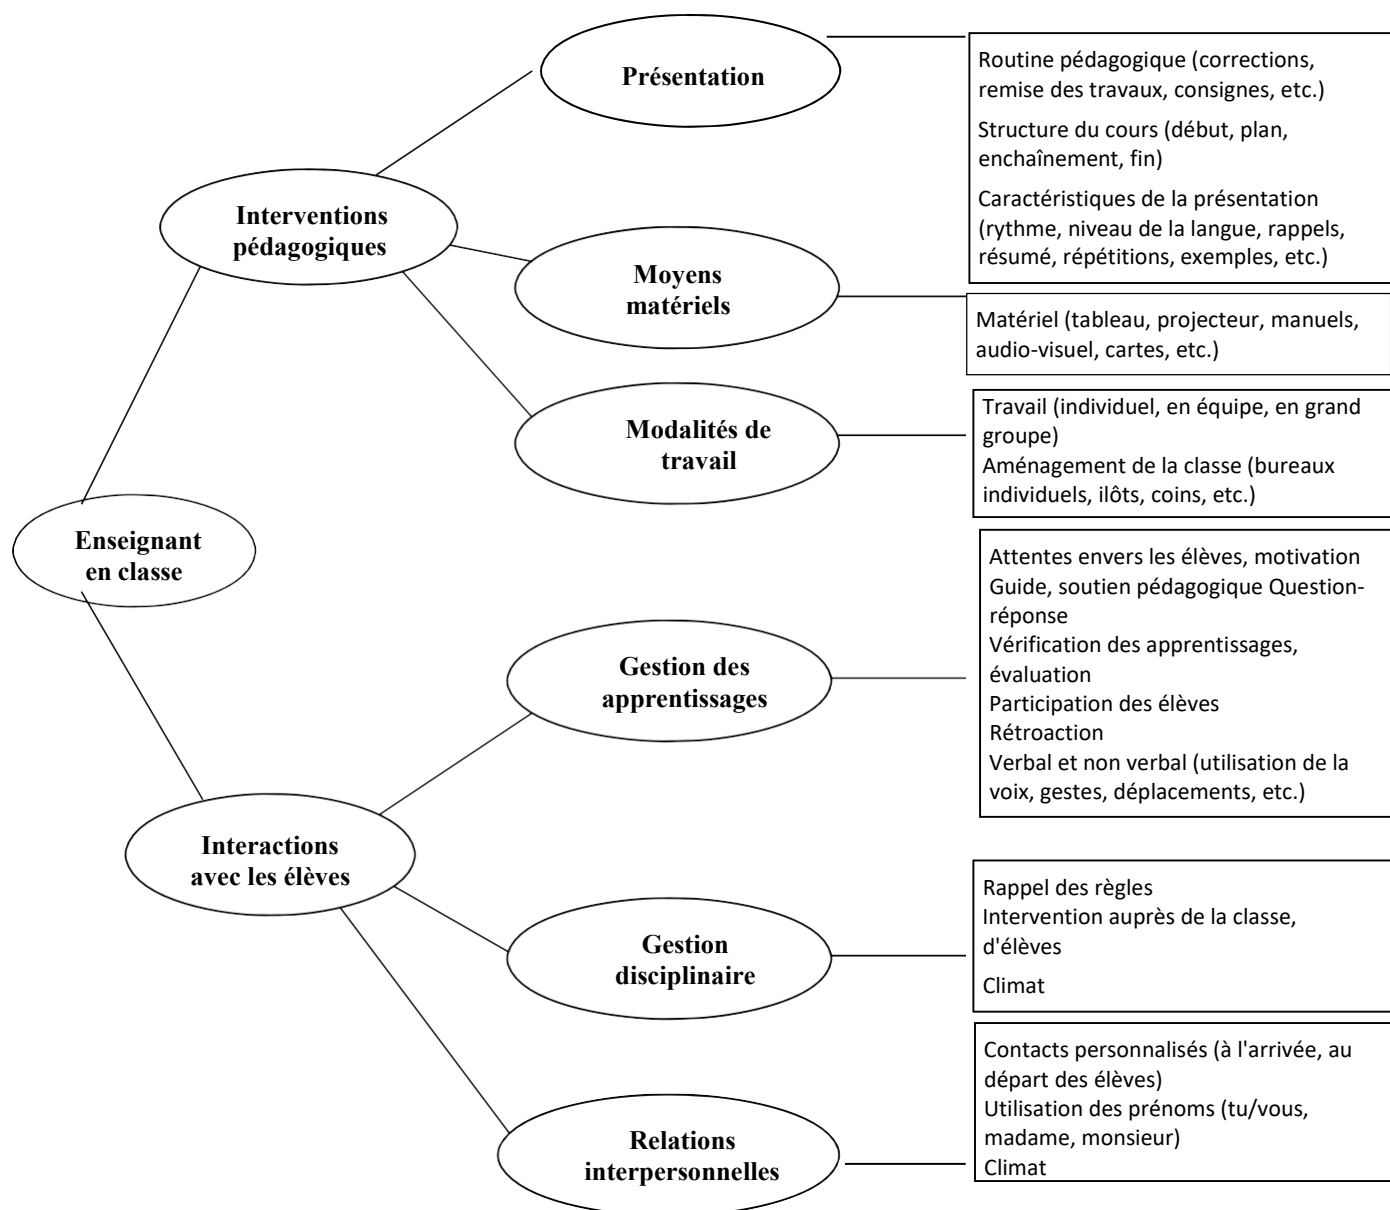 Présentation
Routine pédagogique (corrections,
remise des travaux, consignes, etc.)
Structure du cours (début, plan,
enchaînement, fin)
Caractéristiques de la présentation
(rythme, niveau de la langue, rappels,
résumé, répétitions, exemples, etc.)
Interventions
pédagogiques
Moyens
matériels
Matériel (tableau, projecteur, manuels,
audio-visuel, cartes, etc.)
Modalités de
travail
Travail (individuel, en équipe, en grand
groupe)
Aménagement de la classe (bureaux
individuels, ilôts, coins, etc.)
Enseignant
en classe
Gestion des
apprentissages
Attentes envers les élèves, motivation
Guide, soutien pédagogique Question-
réponse
Vérification des apprentissages,
évaluation
Participation des élèves
Rétroaction
Verbal et non verbal (utilisation de la
voix, gestes, déplacements, etc.)
Interactions
avec les élèves
Gestion
disciplinaire
Rappel des règles
Intervention auprès de la classe,
d'élèves
Climat
Relations
interpersonnelles
Contacts personnalisés (à l'arrivée, au
départ des élèves)
Utilisation des prénoms (tu/vous,
madame, monsieur)
Climat